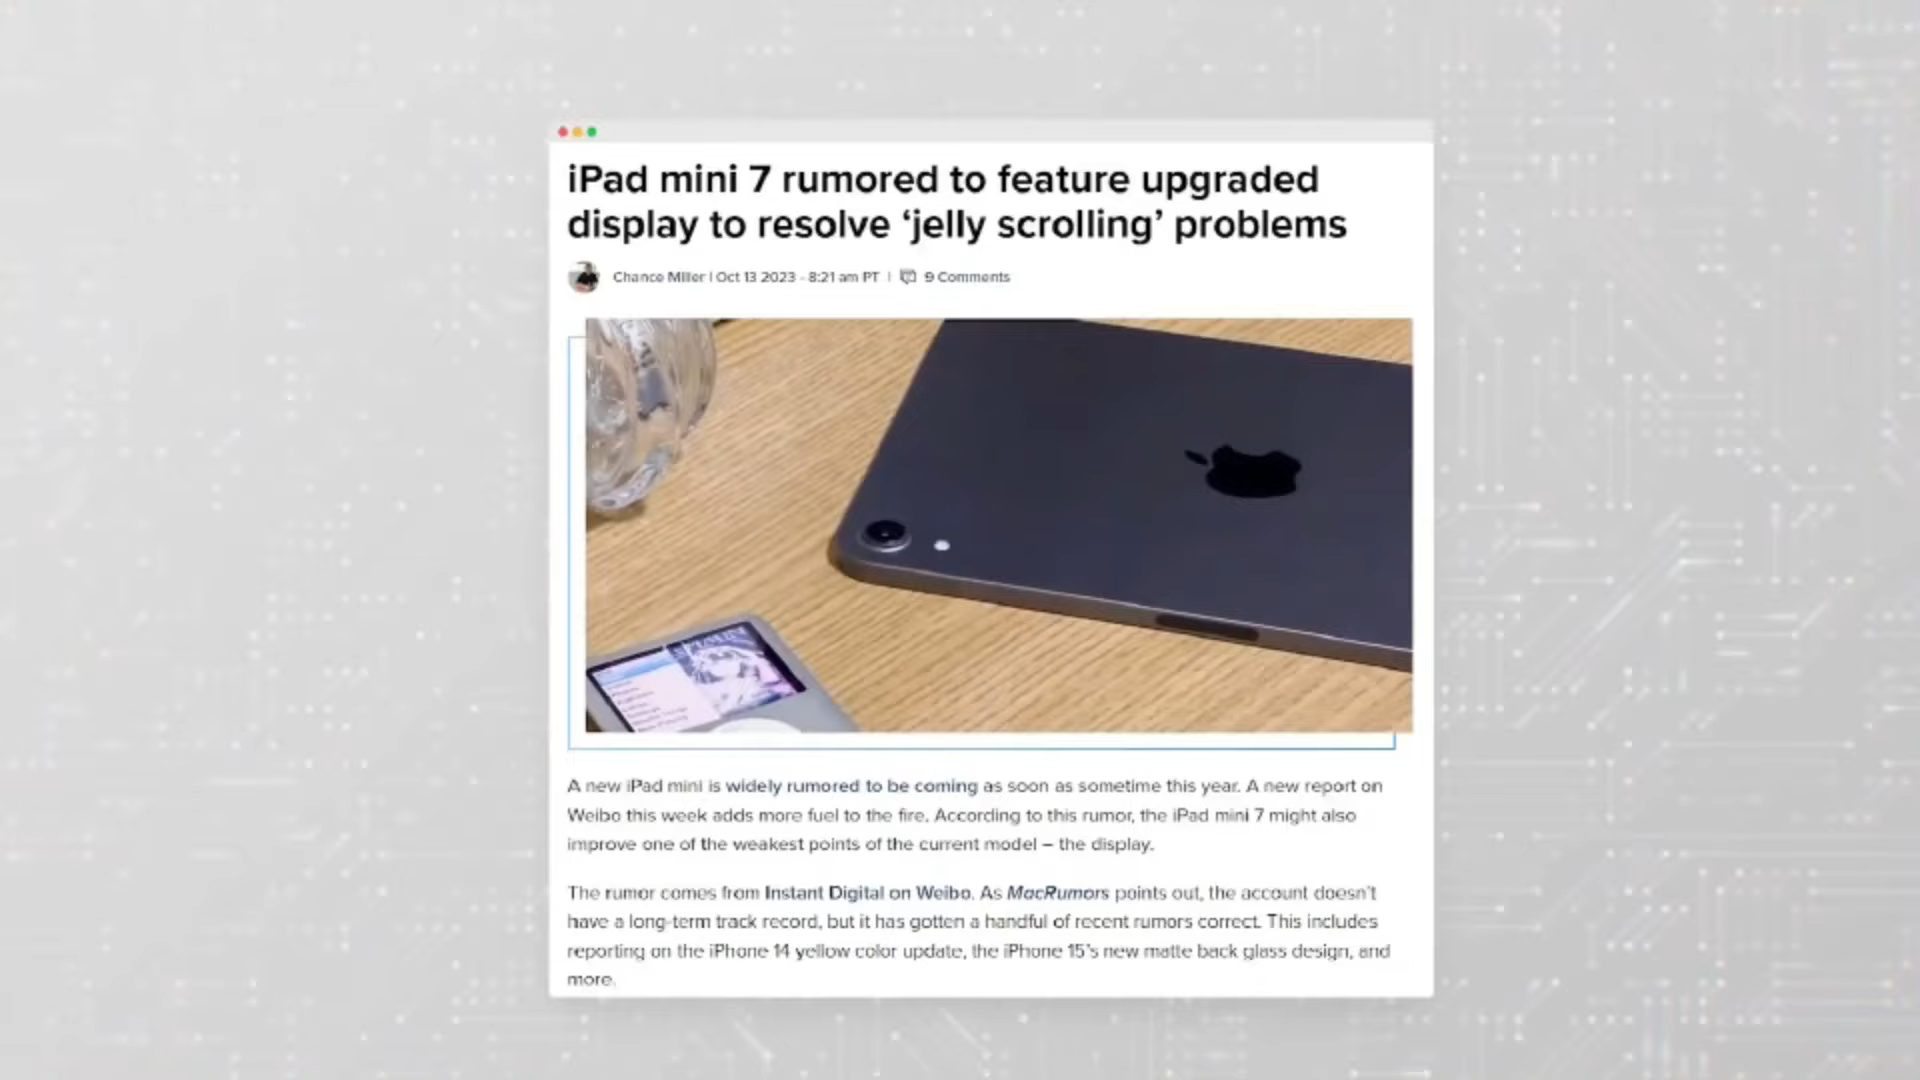 iPad mini 7 rumored to feature upgraded
display to resolve ‘jelly scrolling’ problems
Chance Miller | Oct 13 2023 - 8:21 am PT | 9 Comments
A new iPad mini is widely rumored to be coming as soon as sometime this year. A new report on
Weibo this week adds more fuel to the fire. According to this rumor, the iPad mini 7 might also
improve one of the weakest points of the current model – the display.
The rumor comes from Instant Digital on Weibo. As MacRumors points out, the account doesn't
have a long-term track record, but it has gotten a handful of recent rumors correct. This includes
reporting on the iPhone 14 yellow color update, the iPhone 15's new matte back glass design, and
more.